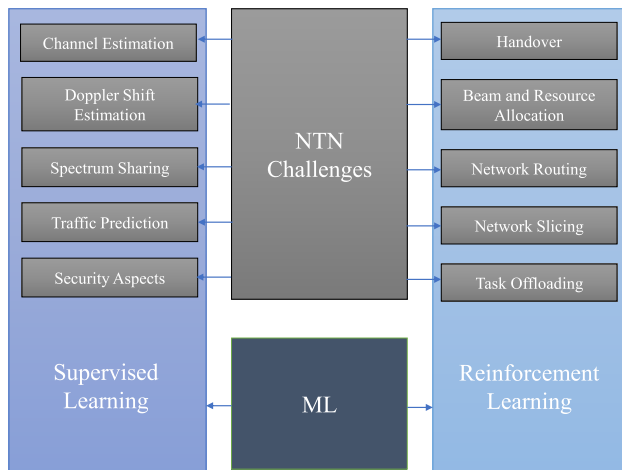 Channel Estimation
Doppler Shift
Estimation
Spectrum Sharing
Traffic Prediction
Security Aspects
Supervised
Learning
NTN
Challenges
ML
Handover
Beam and Resource
Allocation
Network Routing
Network Slicing
Task Offloading
Reinforcement
Learning